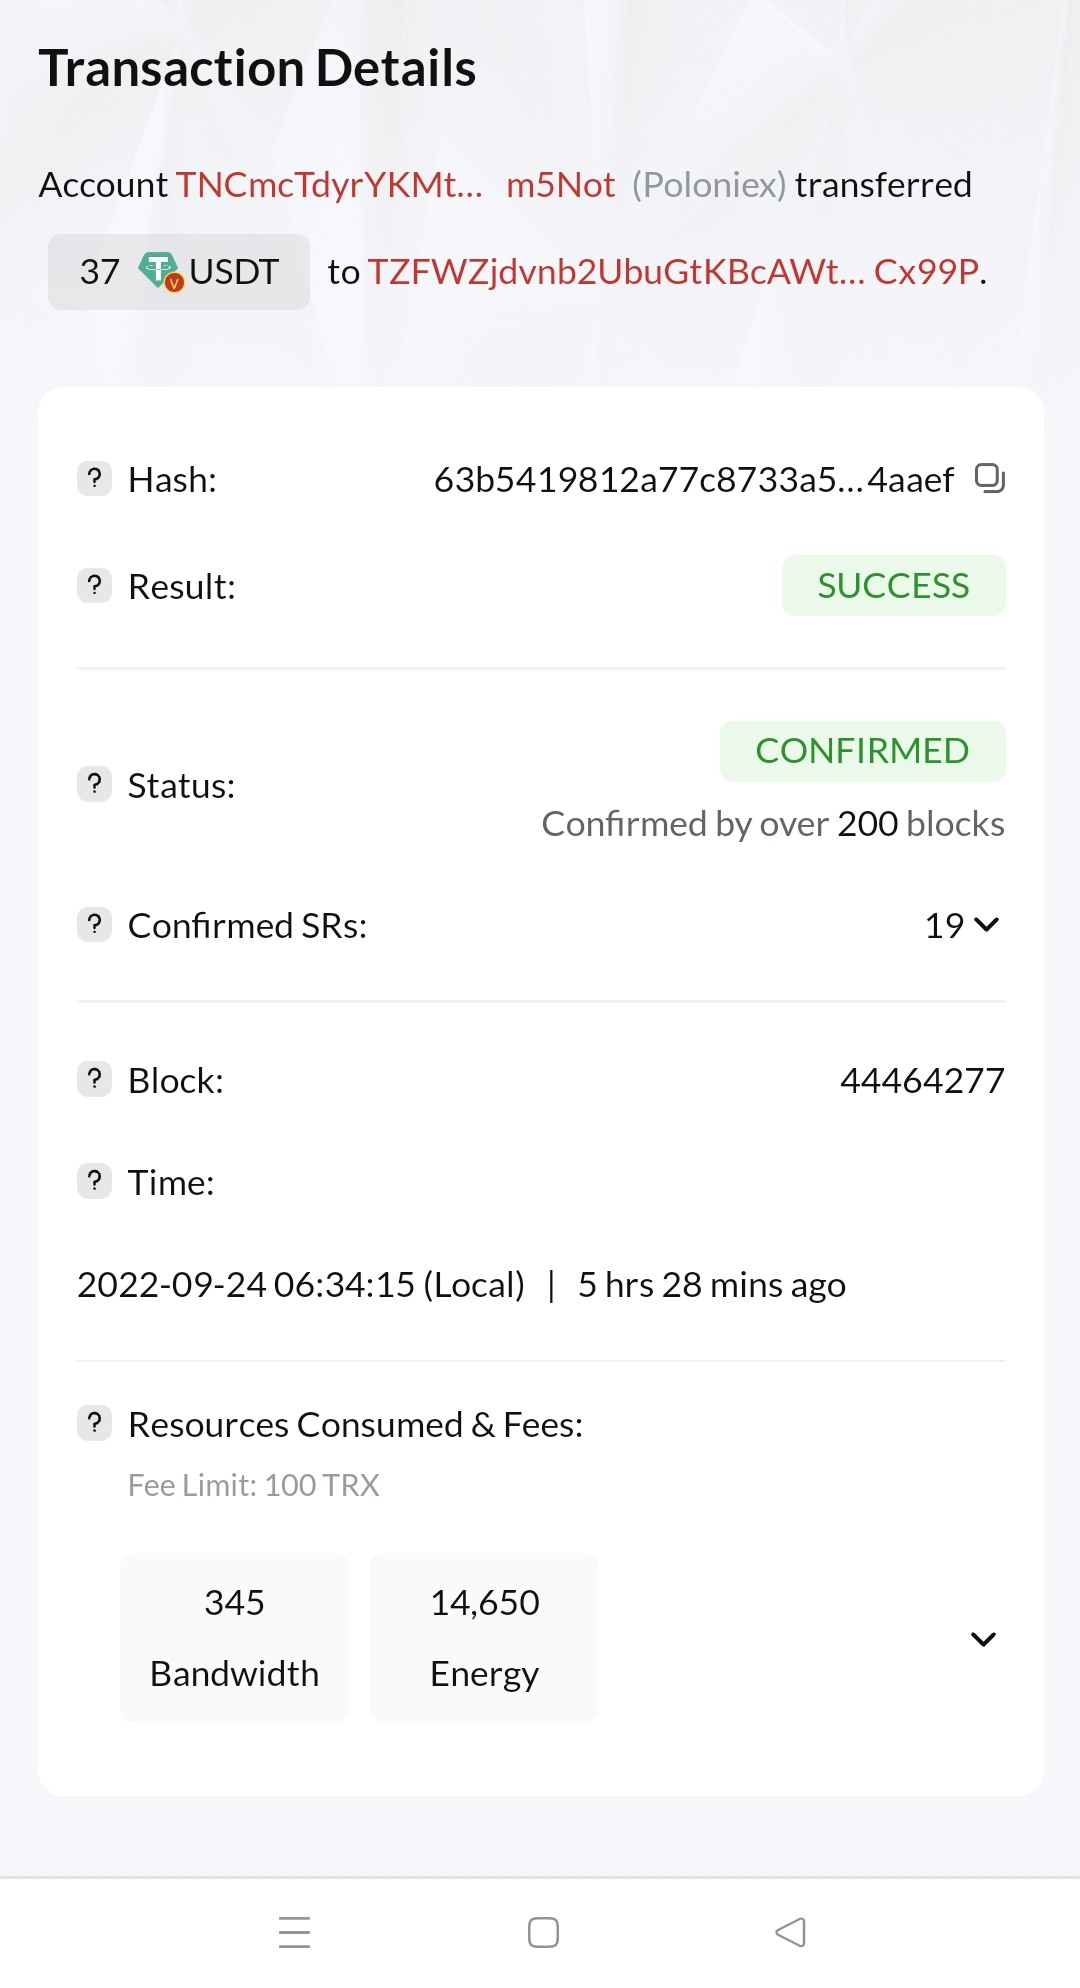 Transaction Details
Account TNCmcTdyrYKMt... m5Not (Poloniex) transferred
37 USDT to TZFWZjdvnb2UbuGtKBcAWt... Cx99P.
? Hash: 63b5419812a77c8733a5...4aaef
? Result: SUCCESS
CONFIRMED
? Status:
Confirmed by over 200 blocks
? Confirmed SRs: 19
? Block: 44464277
? Time:
2022-09-24 06:34:15 (Local) | 5 hrs 28 mins ago
? Resources Consumed & Fees:
Fee Limit: 100 TRX
345 14,650
Bandwidth Energy